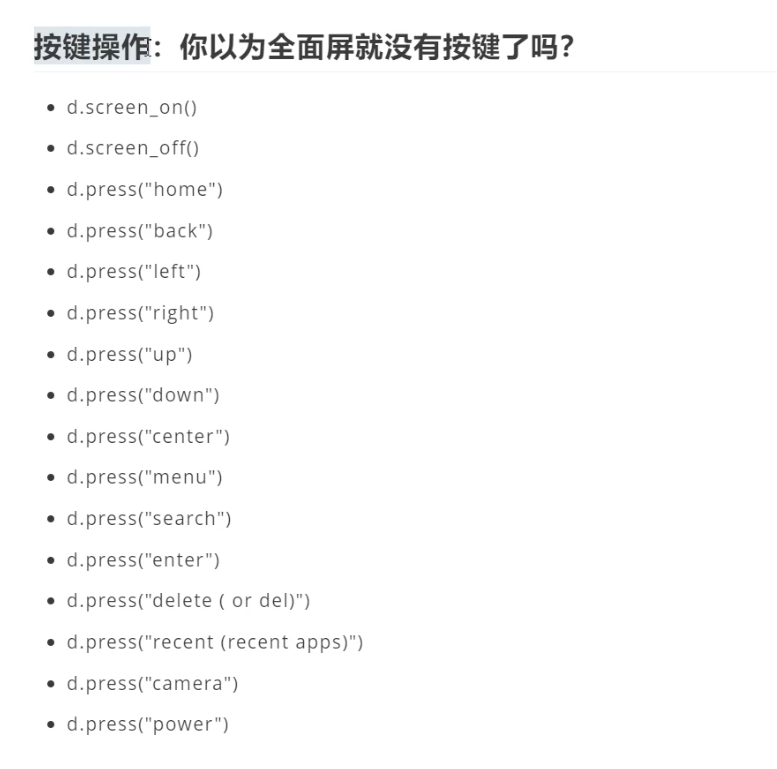 按键操作：你以为全面屏就没有按键了吗？
d.screen_on()
d.screen_off()
d.press("home")
d.press("back")
d.press("left")
d.press("right")
d.press("up")
d.press("down")
d.press("center")
d.press("menu")
d.press("search")
d.press("enter")
d.press("delete ( or del)")
d.press("recent (recent apps)")
d.press("camera")
d.press("power")